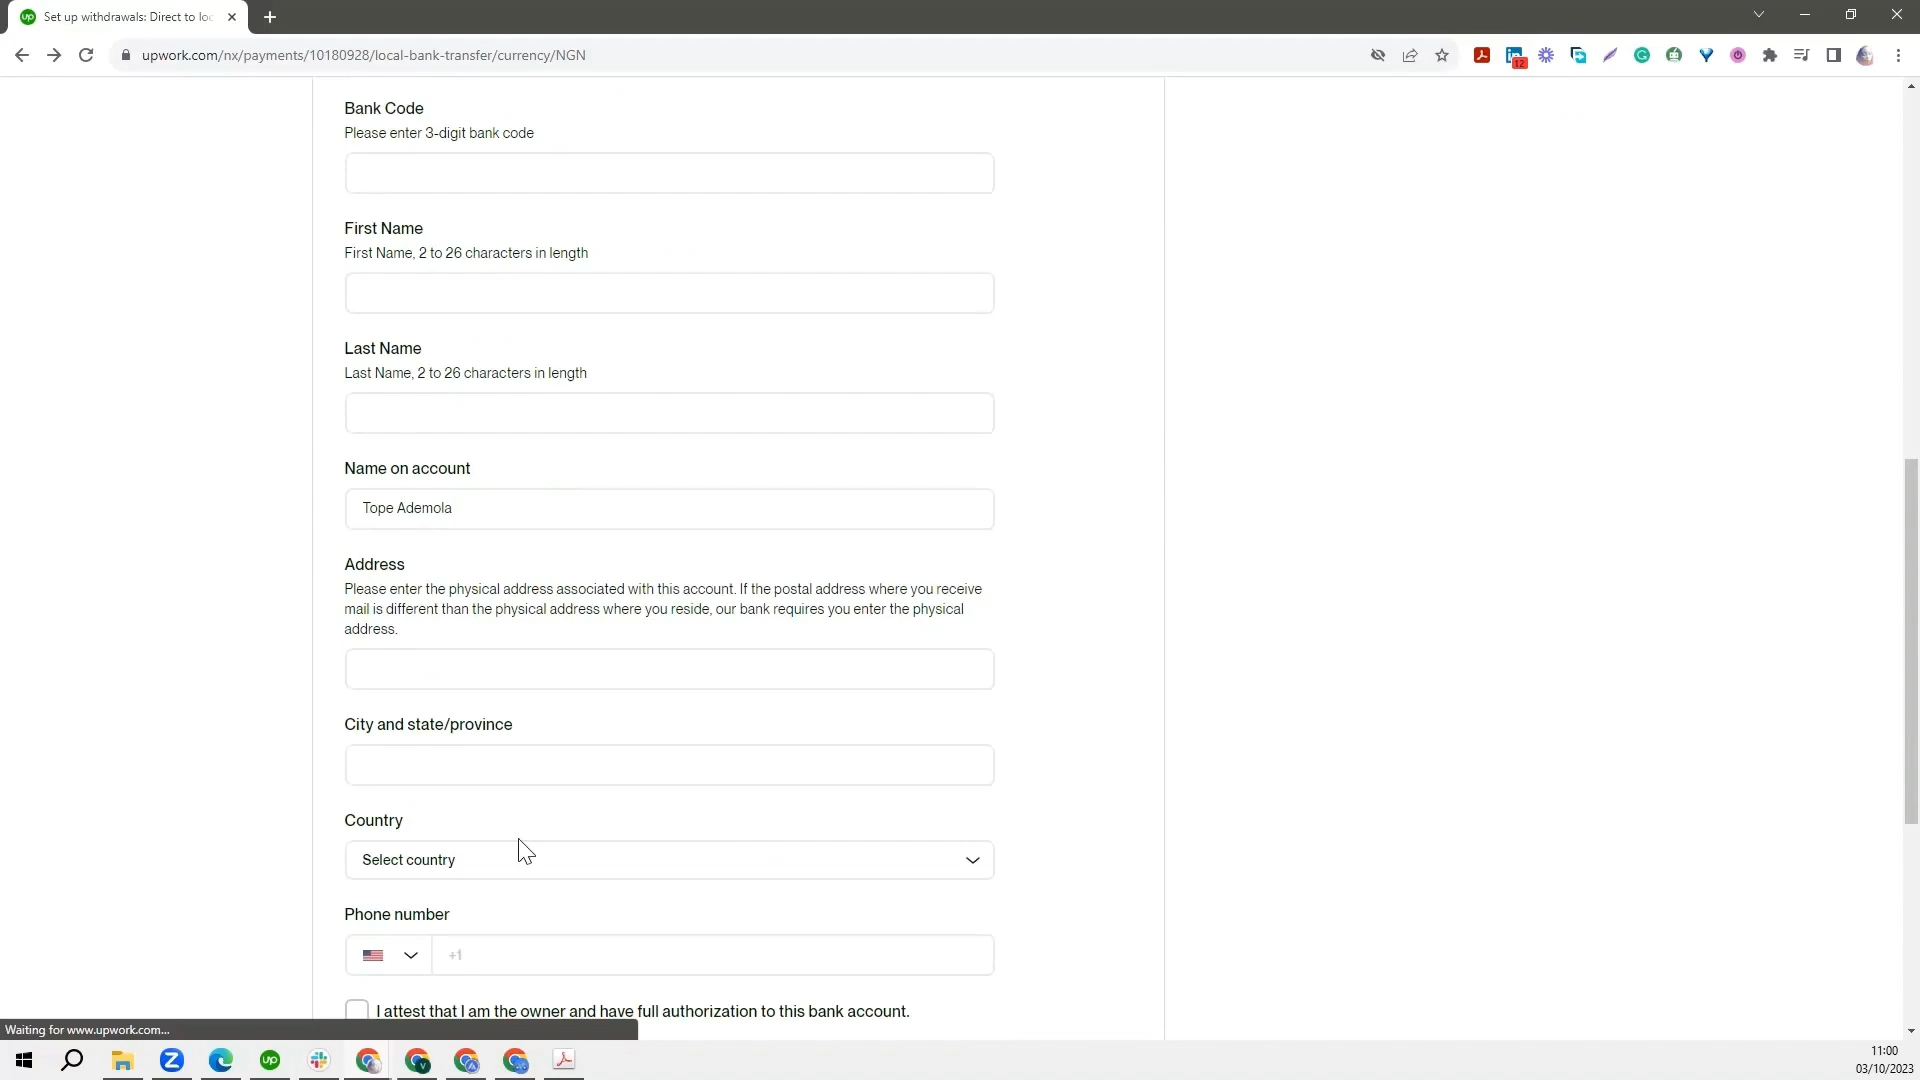 up Set up withdrawals: Direct to loc
upwork.com/nx/payments/10180928/local-bank-transfer/currency/NGN
12
Bank Code
Please enter 3-digit bank code
First Name
First Name, 2 to 26 characters in length
Last Name
Last Name, 2 to 26 characters in length
Name on account
Tope Ademola
Address
Please enter the physical address associated with this account. If the postal address where you receive
mail is different than the physical address where you reside, our bank requires you enter the physical
address.
City and state/province
Country
Select country
Phone number
+1
I attest that I am the owner and have full authorization to this bank account.
Waiting for www.upwork.com...
Z up V
11:00
03/10/2023